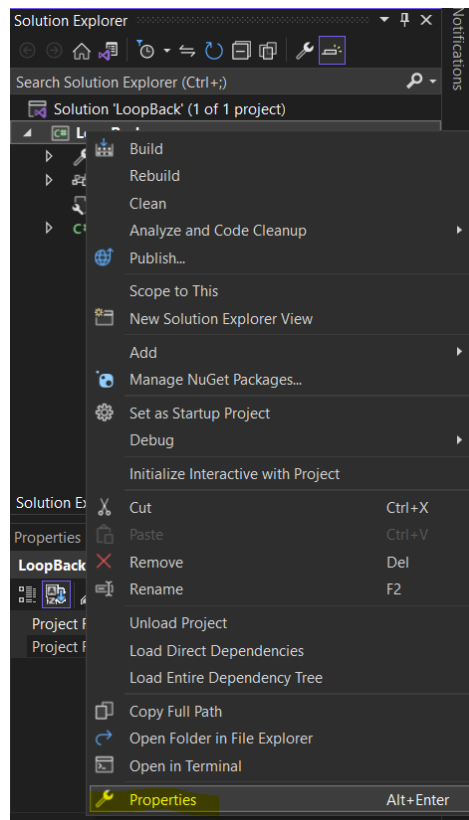 Solution Explorer
Notifications
Search Solution Explorer (Ctrl+;)
Solution 'LoopBack' (1 of 1 project)
C#
Build
Rebuild
Clean
Analyze and Code Cleanup
Publish...
Scope to This
New Solution Explorer View
Add
Manage NuGet Packages...
Set as Startup Project
Debug
Initialize Interactive with Project
Solution
Cut Ctrl+X
Properties
Paste Ctrl+V
LoopBack
Remove Del
Rename F2
Project
Unload Project
Project
Load Direct Dependencies
Load Entire Dependency Tree
Copy Full Path
Open Folder in File Explorer
Open in Terminal
Properties Alt+Enter